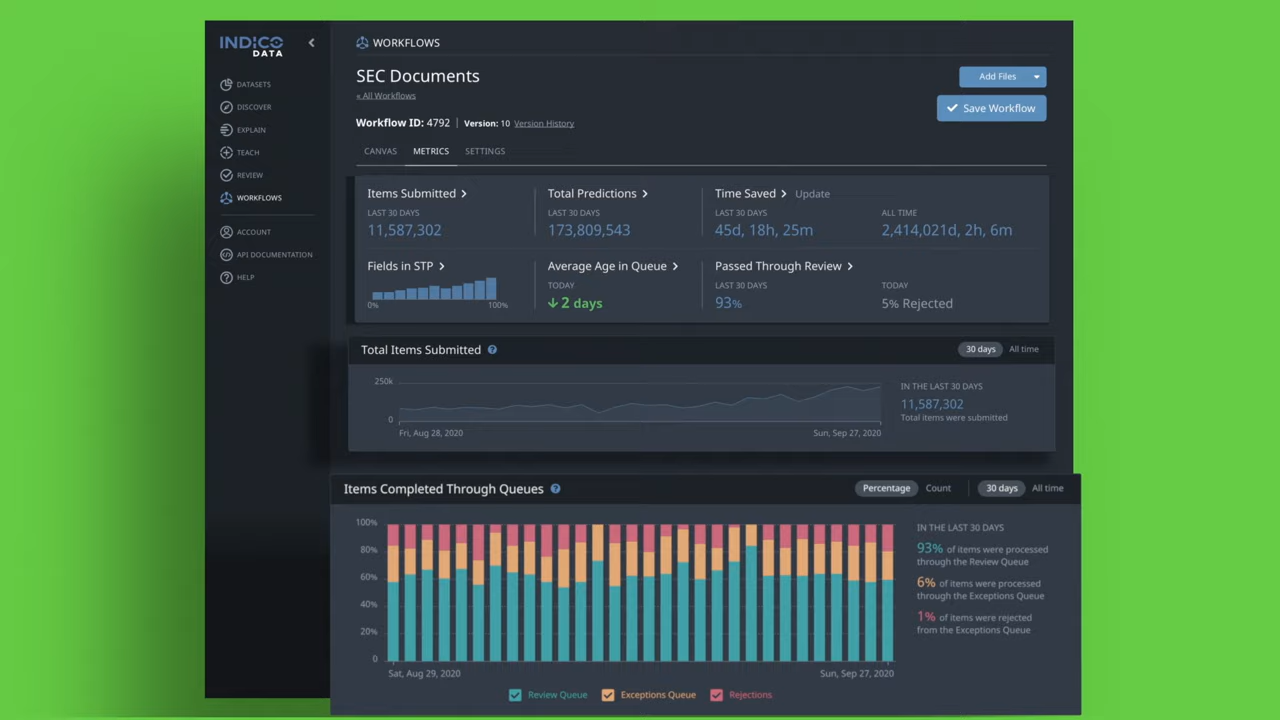 INDICO
DATA
DATASETS
DISCOVER
EXPLAIN
TEACH
REVIEW
WORKFLOWS
ACCOUNT
API DOCUMENTATION
HELP
WORKFLOWS
SEC Documents
« All Workflows
Add Files
Save Workflow
Workflow ID: 4792 | Version: 10 Version History
CANVAS METRICS SETTINGS
Items Submitted >
LAST 30 DAYS
11,587,302
Total Predictions >
LAST 30 DAYS
173,809,543
Time Saved > Update
LAST 30 DAYS
45d, 18h, 25m
ALL TIME
2,414,021d, 2h, 6m
Fields in STP >
0% 100%
Average Age in Queue >
TODAY
↓ 2 days
Passed Through Review >
LAST 30 DAYS
93%
TODAY
5% Rejected
Total Items Submitted ?
30 days All time
250k
0
Fri, Aug 28, 2020 Sun, Sep 27, 2020
IN THE LAST 30 DAYS
11,587,302
Total items were submitted
Items Completed Through Queues ?
Percentage Count 30 days All time
100%
80%
60%
40%
20%
0
Sat, Aug 29, 2020 Sun, Sep 27, 2020
IN THE LAST 30 DAYS
93% of items were processed
through the Review Queue
6% of items were processed
through the Exceptions Queue
1% of items were rejected
from the Exceptions Queue
Review Queue Exceptions Queue Rejections